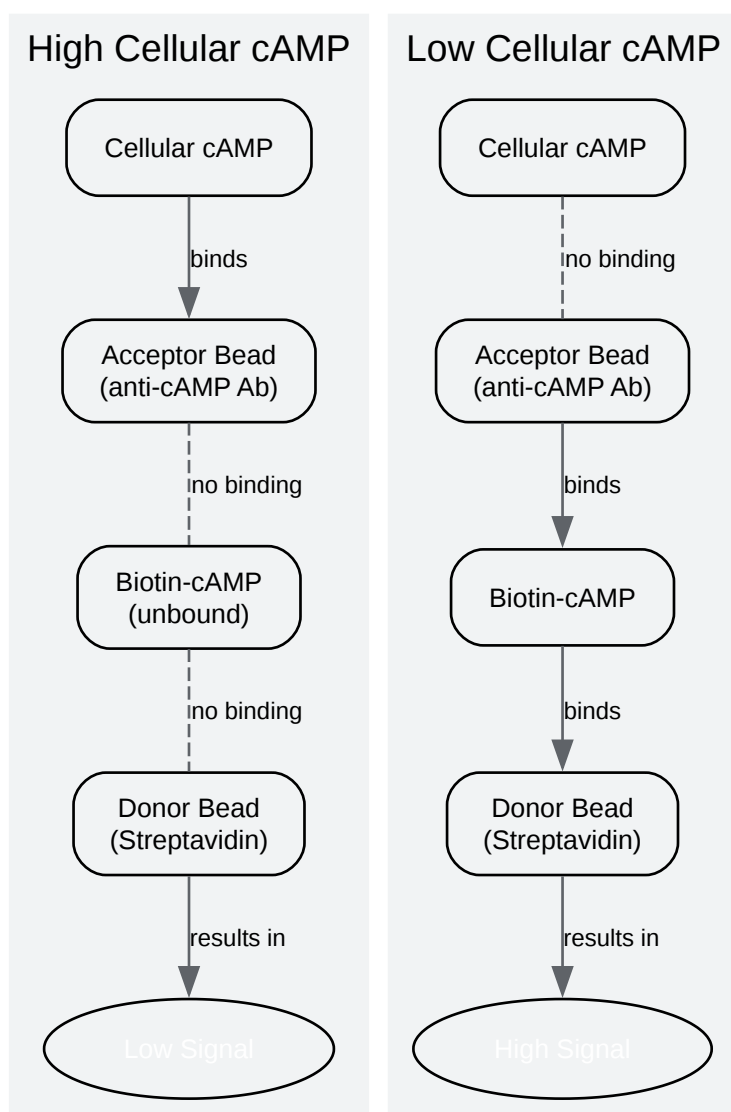 High Cellular cAMP
Cellular cAMP
binds
Acceptor Bead
(anti-cAMP Ab)
no binding
Biotin-cAMP
(unbound)
no binding
Donor Bead
(Streptavidin)
results in
Low Signal
Low Cellular cAMP
Cellular cAMP
no binding
Acceptor Bead
(anti-cAMP Ab)
binds
Biotin-cAMP
binds
Donor Bead
(Streptavidin)
results in
High Signal